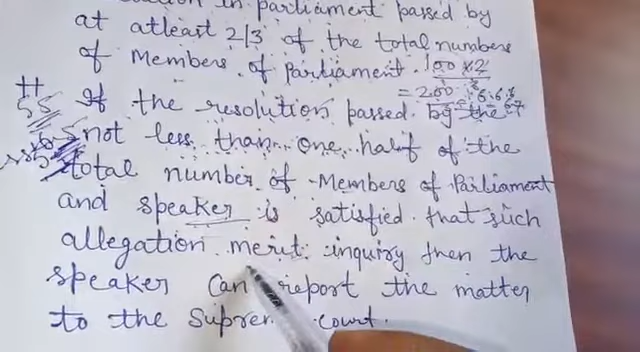 in parliament passed by
at atleast 2/3 of the total numbers
of Members of Parliament. 100 x 2
= 200
If the resolution passed by the
not less than one half of the
total number of Members of Parliament
and speaker is satisfied that such
allegation merit inquiry then the
speaker can report the matter
to the court.